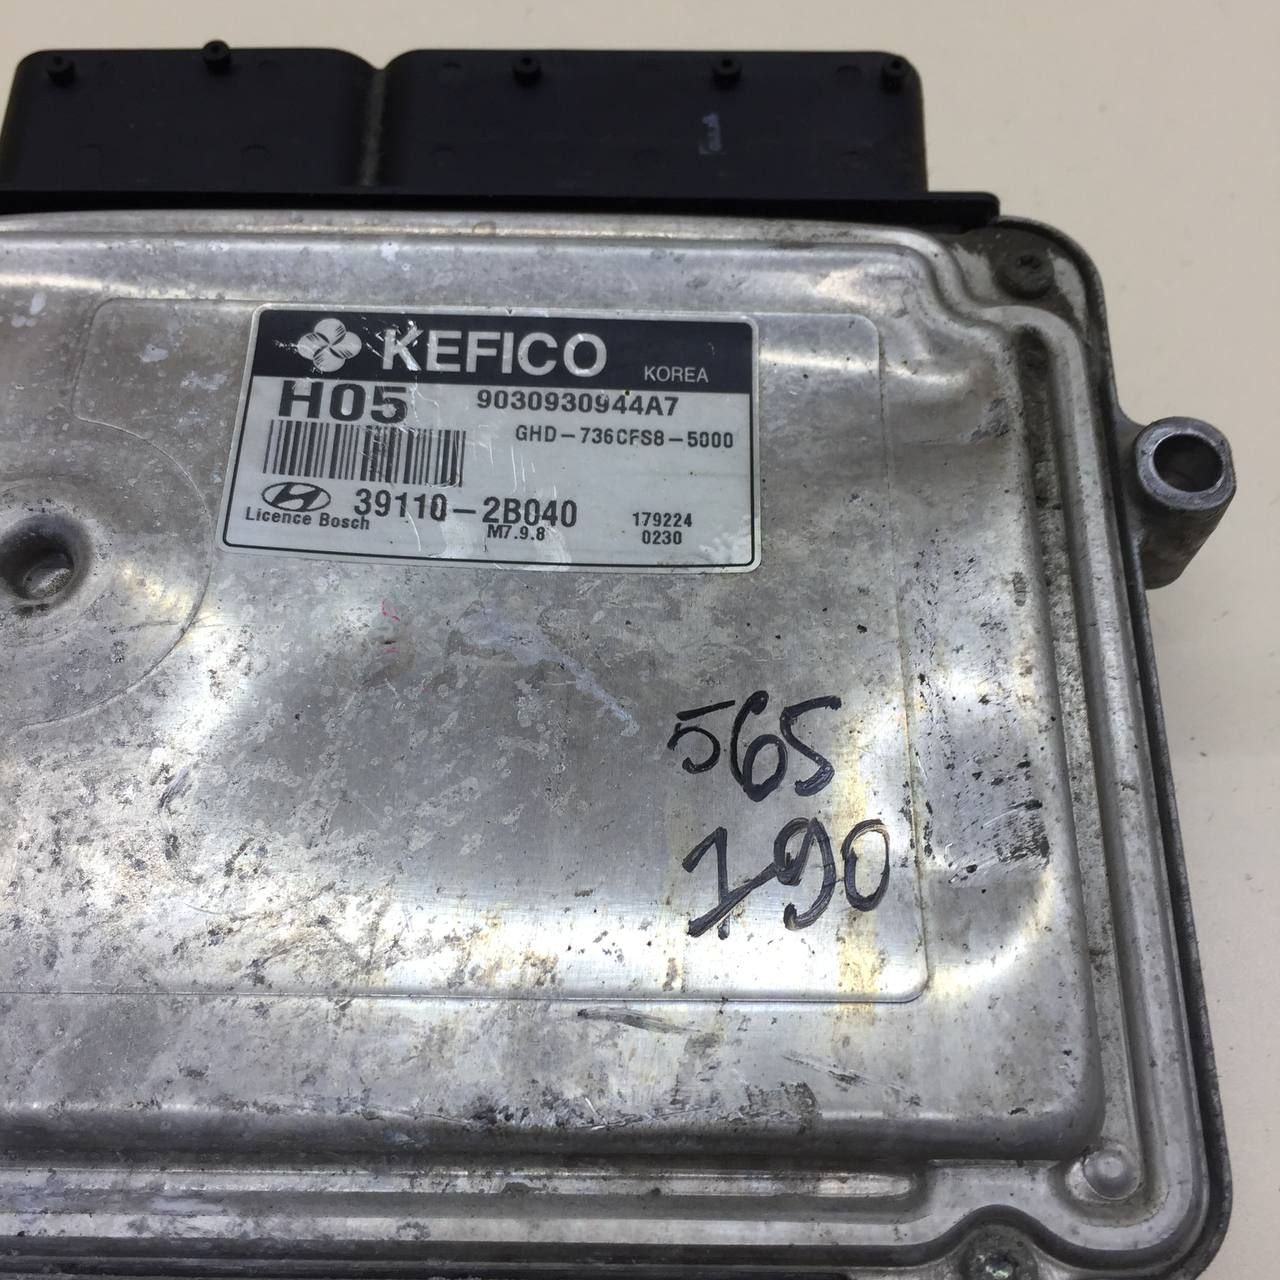 KEFICO
KOREA
H05 9030930944A7
GHD-736CFS8-5000
39110-2B040 179224
Licence Bosch M7.9.8 0230
565
190